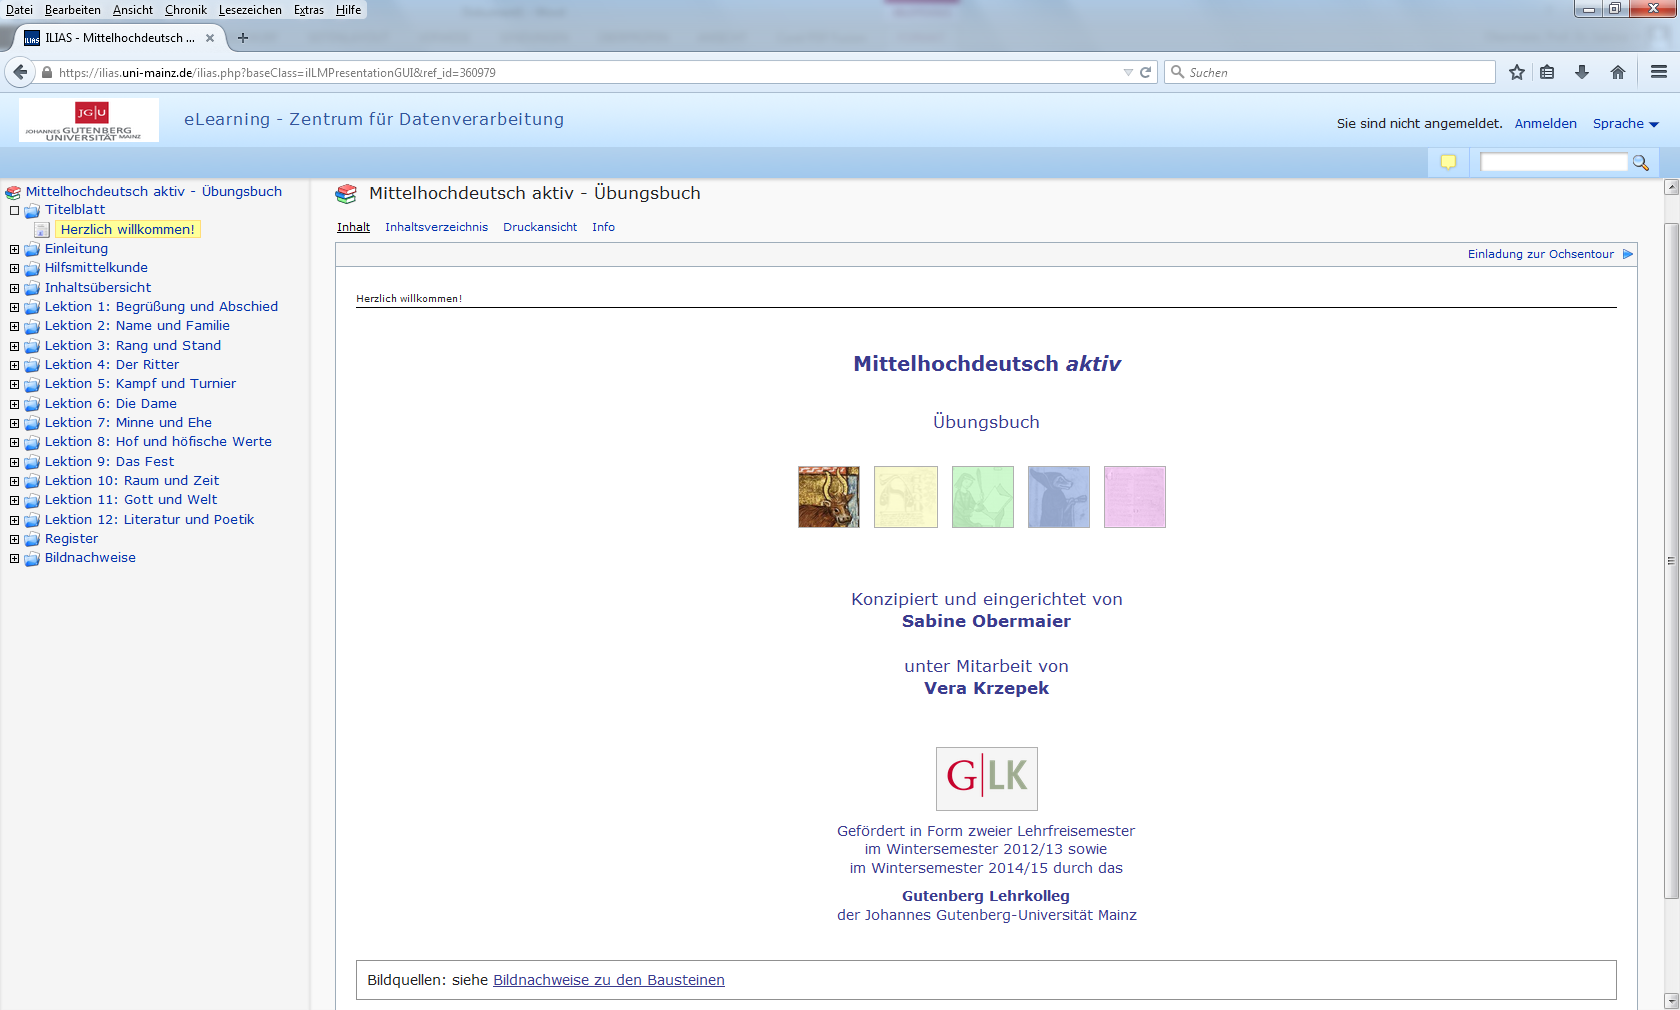 Datei Bearbeiten Ansicht Chronik Lesezeichen Extras Hilfe
ILIAS ILIAS - Mittelhochdeutsch ...
https://ilias.uni-mainz.de/ilias.php?baseClass=ilLMPresentationGUI&ref_id=360979
Suchen
JG|U
JOHANNES GUTENBERG
UNIVERSITÄT MAINZ
eLearning - Zentrum für Datenverarbeitung
Sie sind nicht angemeldet. Anmelden Sprache
Mittelhochdeutsch aktiv - Übungsbuch
Titelblatt
Herzlich willkommen!
Einleitung
Hilfsmittelkunde
Inhaltsübersicht
Lektion 1: Begrüßung und Abschied
Lektion 2: Name und Familie
Lektion 3: Rang und Stand
Lektion 4: Der Ritter
Lektion 5: Kampf und Turnier
Lektion 6: Die Dame
Lektion 7: Minne und Ehe
Lektion 8: Hof und höfische Werte
Lektion 9: Das Fest
Lektion 10: Raum und Zeit
Lektion 11: Gott und Welt
Lektion 12: Literatur und Poetik
Register
Bildnachweise
Mittelhochdeutsch aktiv - Übungsbuch
Inhalt Inhaltsverzeichnis Druckansicht Info
Einladung zur Ochsentour
Herzlich willkommen!
Mittelhochdeutsch aktiv
Übungsbuch
Konzipiert und eingerichtet von
Sabine Obermaier
unter Mitarbeit von
Vera Krzepek
G|LK
Gefördert in Form zweier Lehrfreisemester
im Wintersemester 2012/13 sowie
im Wintersemester 2014/15 durch das
Gutenberg Lehrkolleg
der Johannes Gutenberg-Universität Mainz
Bildquellen: siehe Bildnachweise zu den Bausteinen